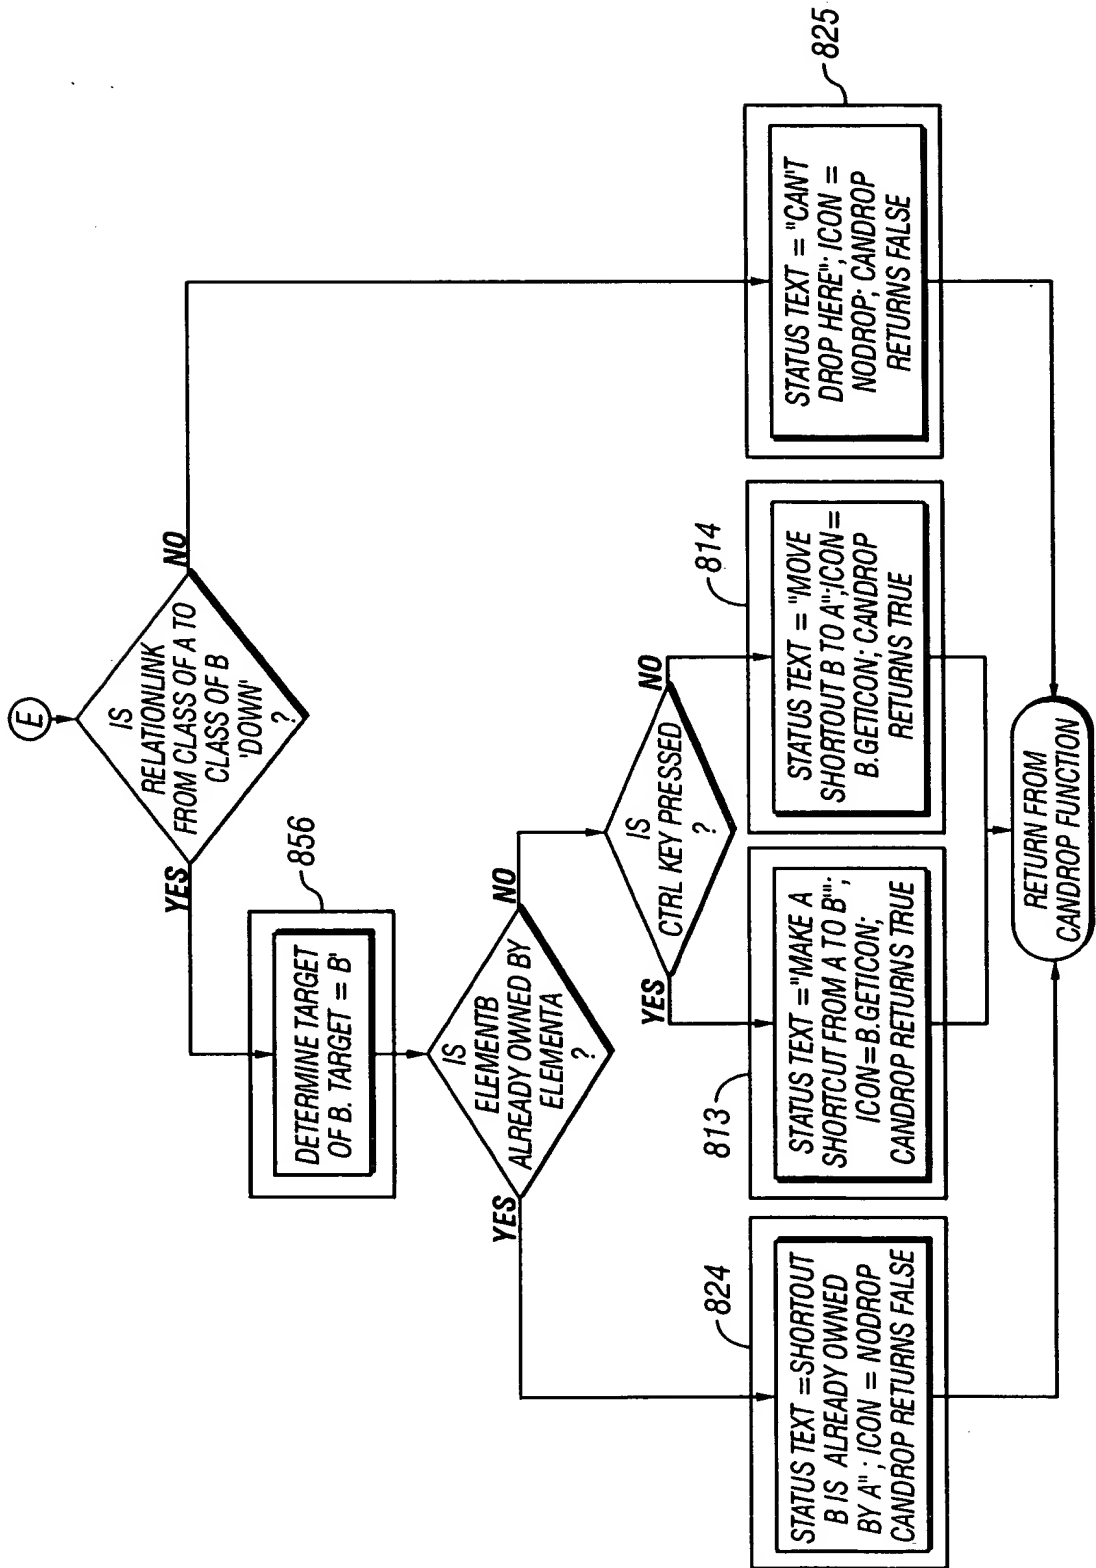 E
IS
RELATIONLINK
FROM CLASS OF A TO
CLASS OF B
'DOWN'
?
YES
NO
856
DETERMINE TARGET
OF B. TARGET = B'
IS
ELEMENTB
ALREADY OWNED BY
ELEMENTA
?
YES
NO
IS
CTRL KEY PRESSED
?
YES
NO
824
STATUS TEXT =SHORTOUT
B IS ALREADY OWNED
BY A" ; ICON = NODROP
CANDROP RETURNS FALSE
813
STATUS TEXT ="MAKE A
SHORTCUT FROM A TO B"';
ICON=B.GETICON;
CANDROP RETURNS TRUE
814
STATUS TEXT = "MOVE
SHORTOUT B TO A";ICON=
B.GETICON; CANDROP
RETURNS TRUE
825
STATUS TEXT = "CAN'T
DROP HERE"; ICON =
NODROP; CANDROP
RETURNS FALSE
RETURN FROM
CANDROP FUNCTION